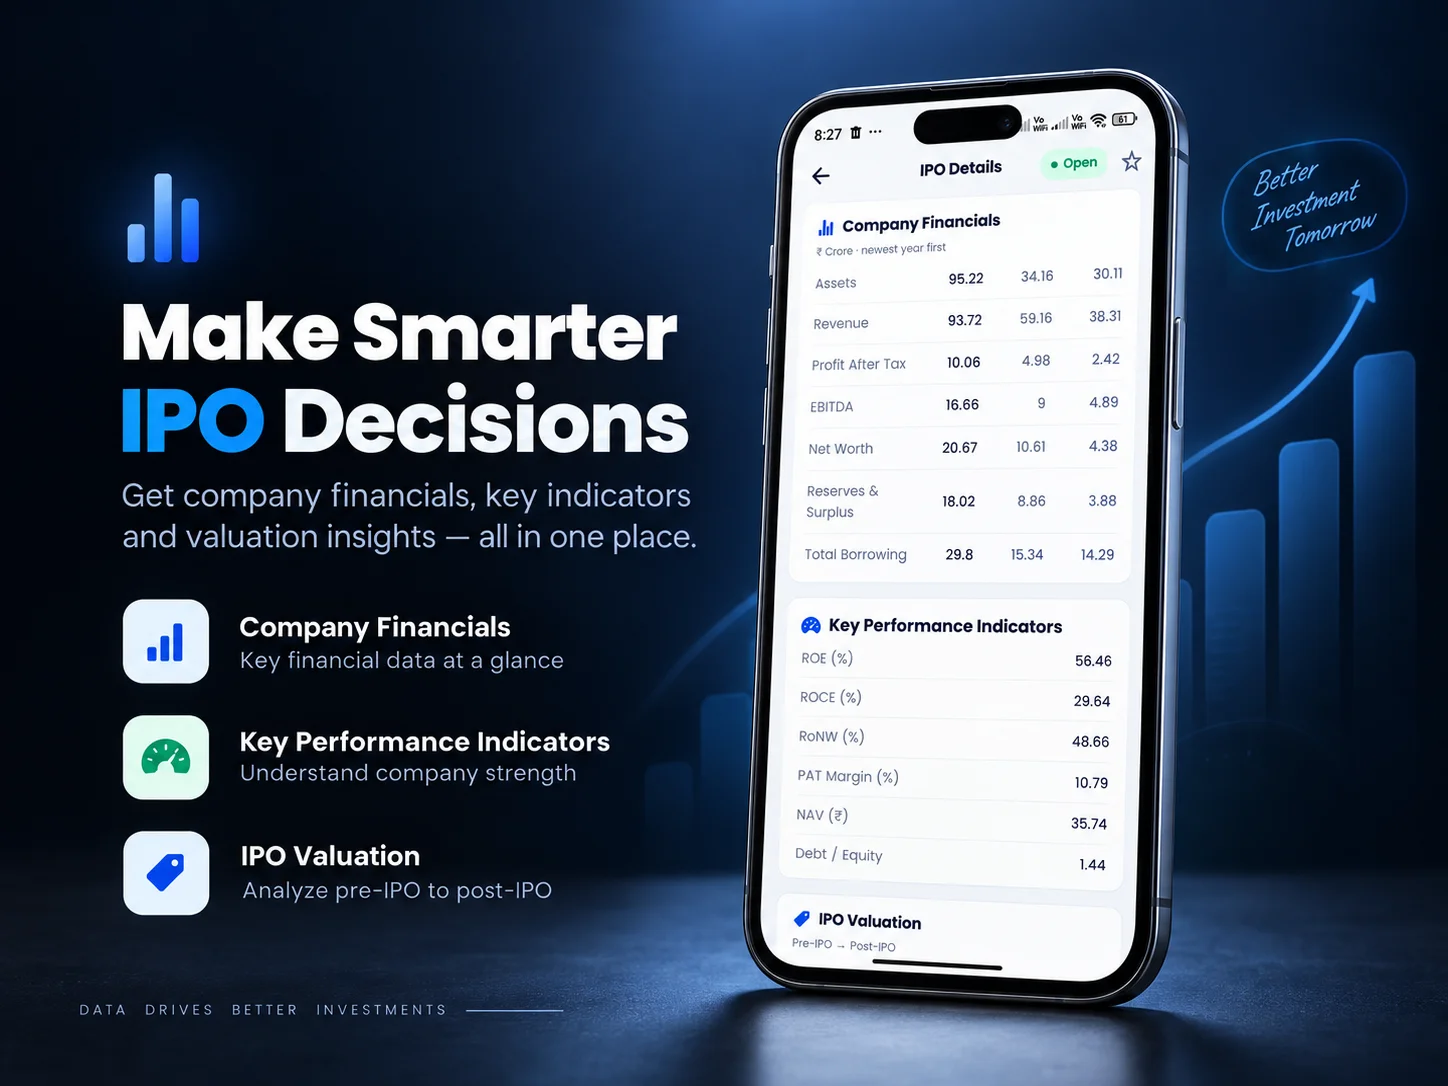 Make Smarter
IPO Decisions
Get company financials, key indicators
and valuation insights — all in one place.
Company Financials
Key financial data at a glance
Key Performance Indicators
Understand company strength
IPO Valuation
Analyze pre-IPO to post-IPO
DATA DRIVES BETTER INVESTMENTS
8:27 ... Vo WiFi Vo WiFi 61
IPO Details
Open
Company Financials
₹ Crore · newest year first
Assets 95.22 34.16 30.11
Revenue 93.72 59.16 38.31
Profit After Tax 10.06 4.98 2.42
EBITDA 16.66 9 4.89
Net Worth 20.67 10.61 4.38
Reserves &
Surplus 18.02 8.86 3.88
Total Borrowing 29.8 15.34 14.29
Key Performance Indicators
ROE (%) 56.46
ROCE (%) 29.64
RoNW (%) 48.66
PAT Margin (%) 10.79
NAV (₹) 35.74
Debt / Equity 1.44
IPO Valuation
Pre-IPO → Post-IPO
Better
Investment
Tomorrow